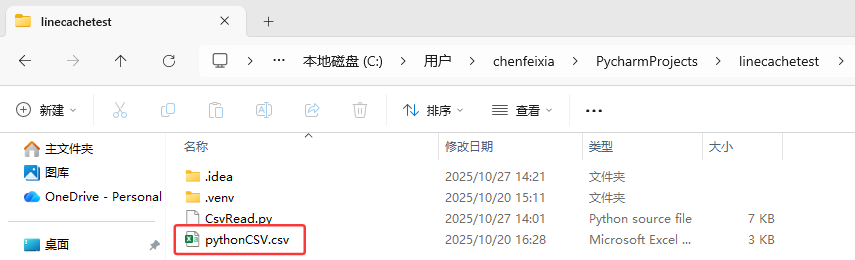 linecachetest
本地磁盘 (C:) 用户 chenfeixia PycharmProjects linecachetest
新建 排序 查看
名称 修改日期 类型 大小
主文件夹
图库
OneDrive - Personal
桌面
.idea 2025/10/27 14:21 文件夹
.venv 2025/10/20 15:11 文件夹
CsvRead.py 2025/10/27 14:01 Python source file 7 KB
pythonCSV.csv 2025/10/20 16:28 Microsoft Excel ... 3 KB